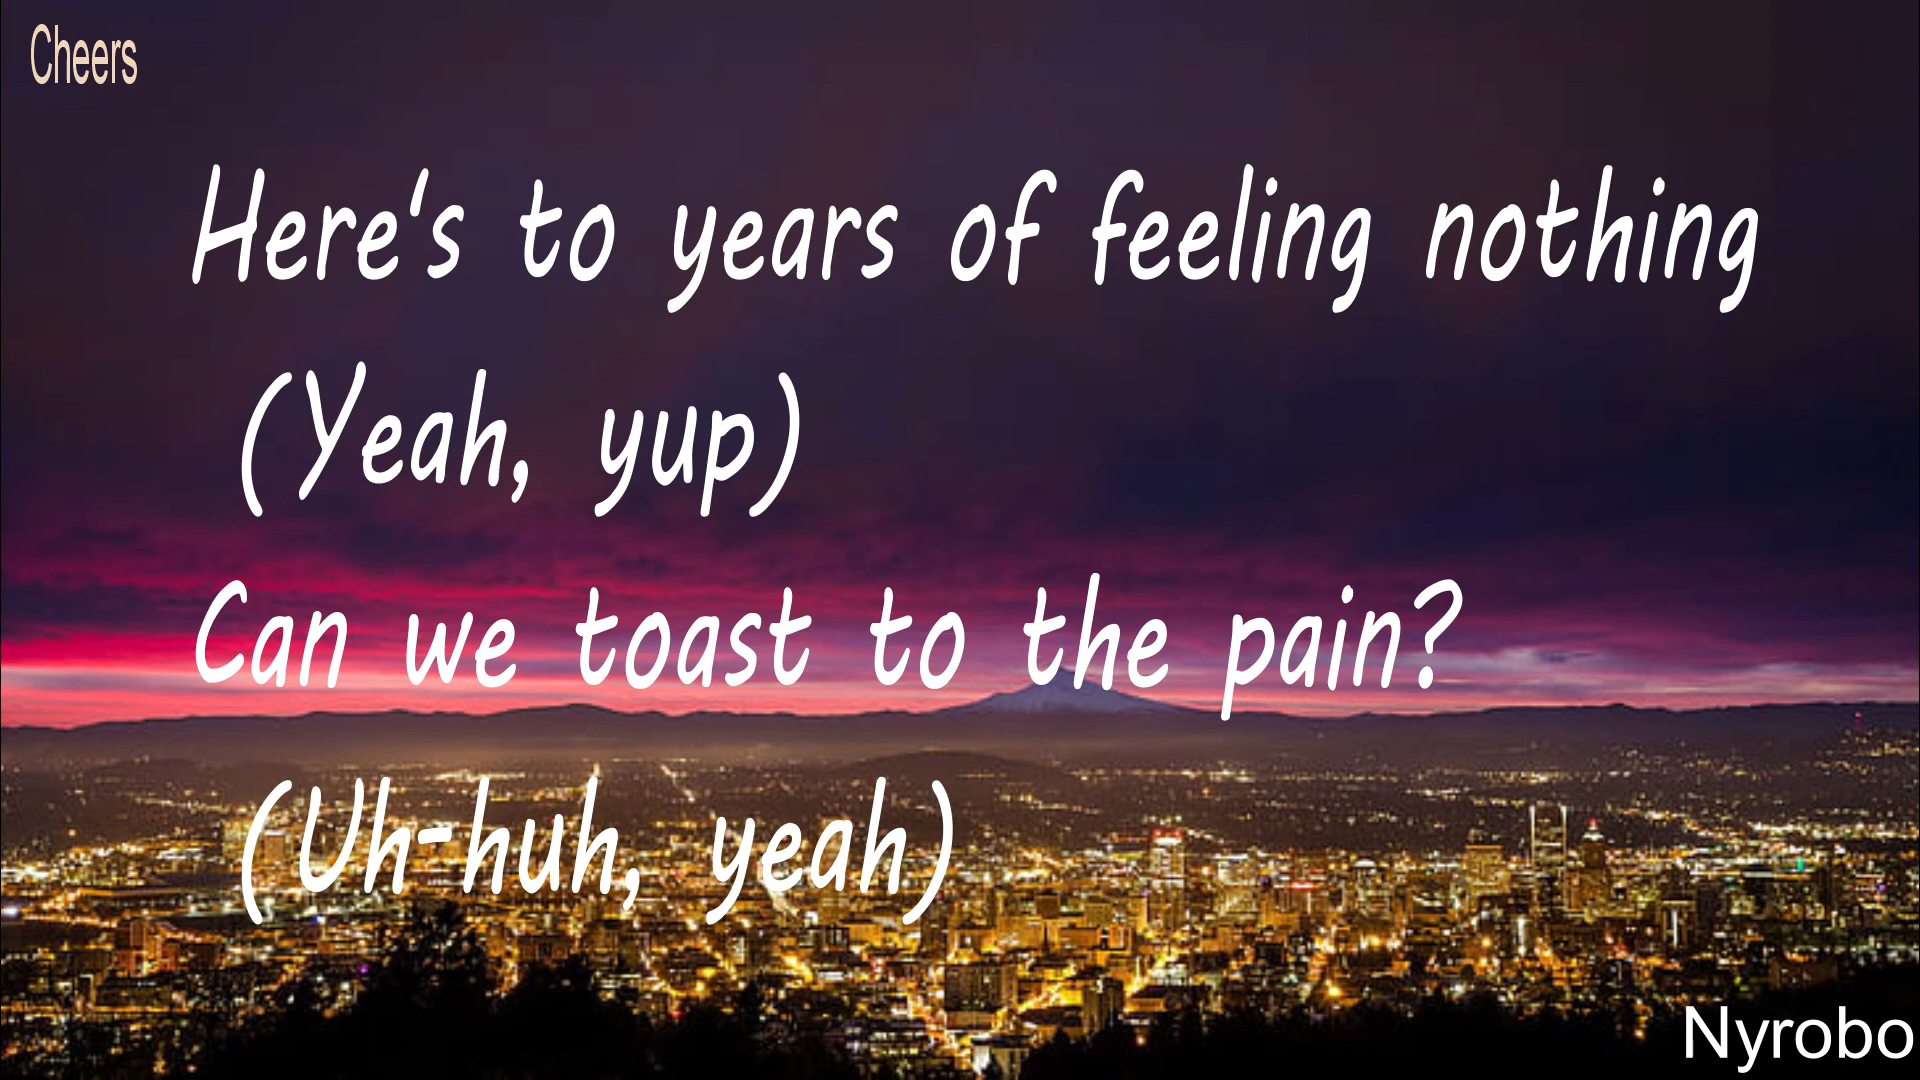 Cheers
Here's to years of feeling nothing
(Yeah, yup)
Can we toast to the pain?
(Uh-huh, yeah)
Nyrobo